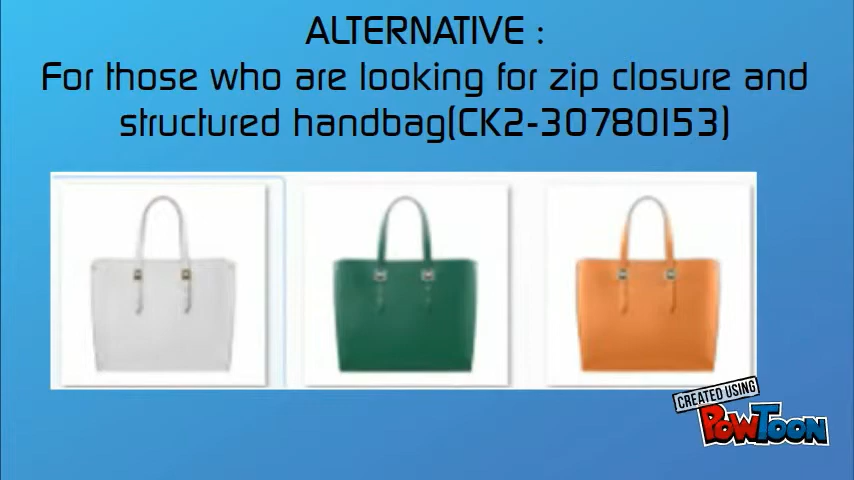 ALTERNATIVE :
For those who are looking for zip closure and
structured handbag(CK2-30780153)
CREATED USING
POWTOON